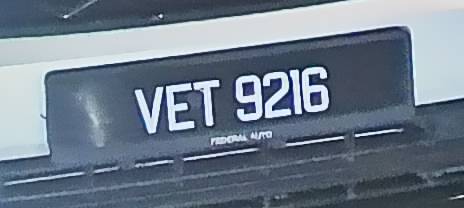 VET 9216
FEDERAL AUTO